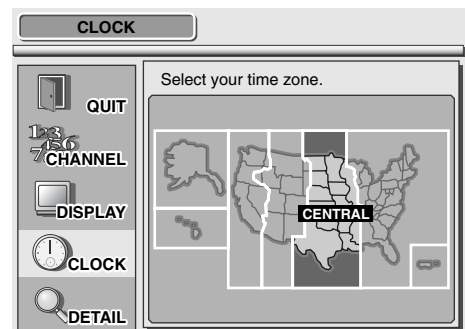 CLOCK
Select your time zone.
QUIT
123
456
7
CHANNEL
DISPLAY
CENTRAL
CLOCK
DETAIL